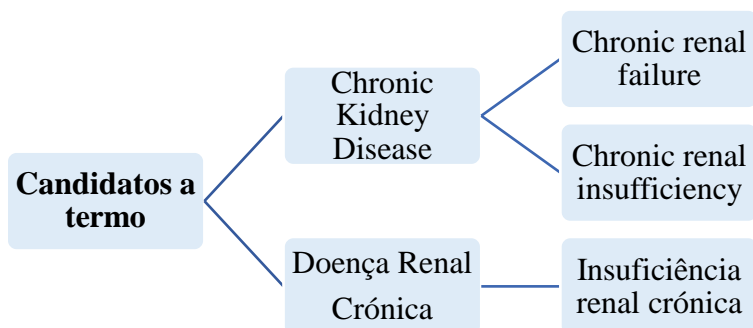 Candidatos a
termo
Chronic
Kidney
Disease
Chronic renal
failure
Chronic renal
insufficiency
Doença Renal
Crónica
Insuficiência
renal crónica